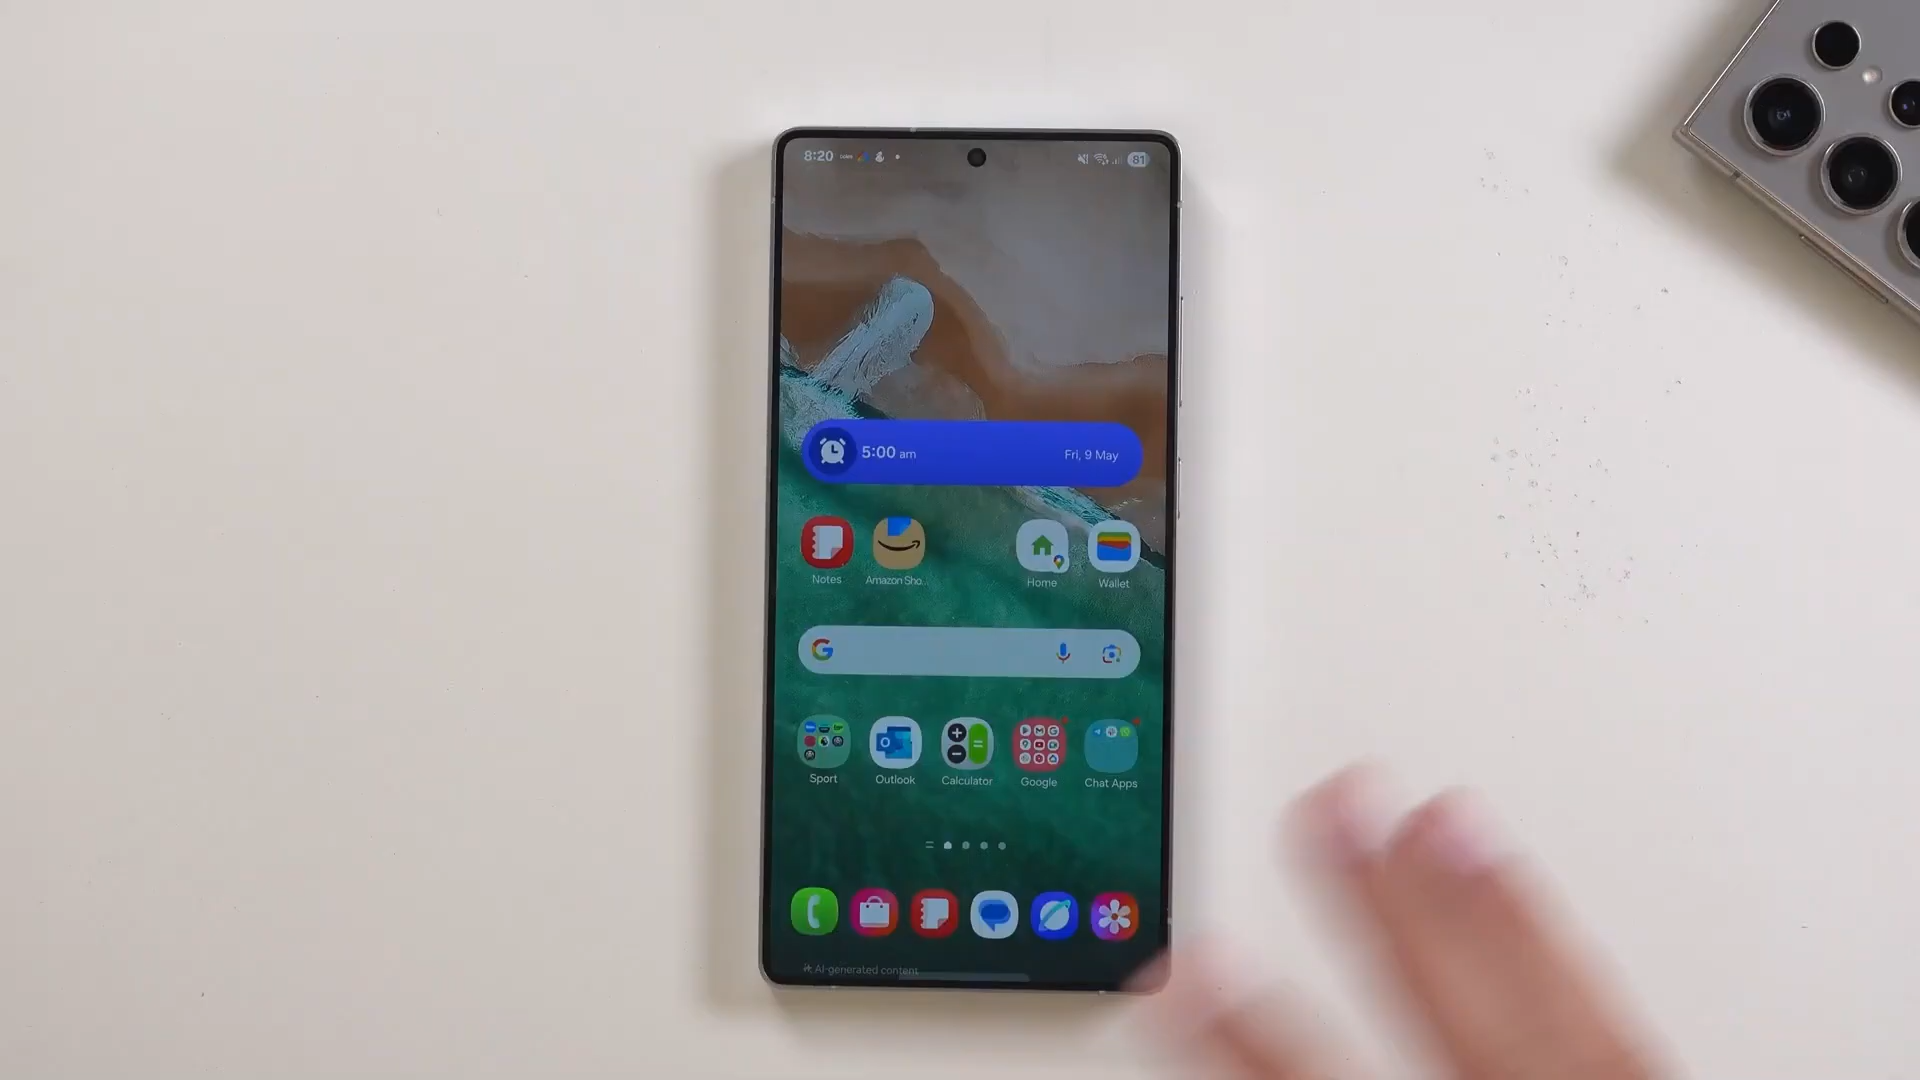 8:20
81
5:00 am
Fri, 9 May
Notes
Amazon Sho...
Home
Wallet
Sport
Outlook
Calculator
Google
Chat Apps
AI-generated content